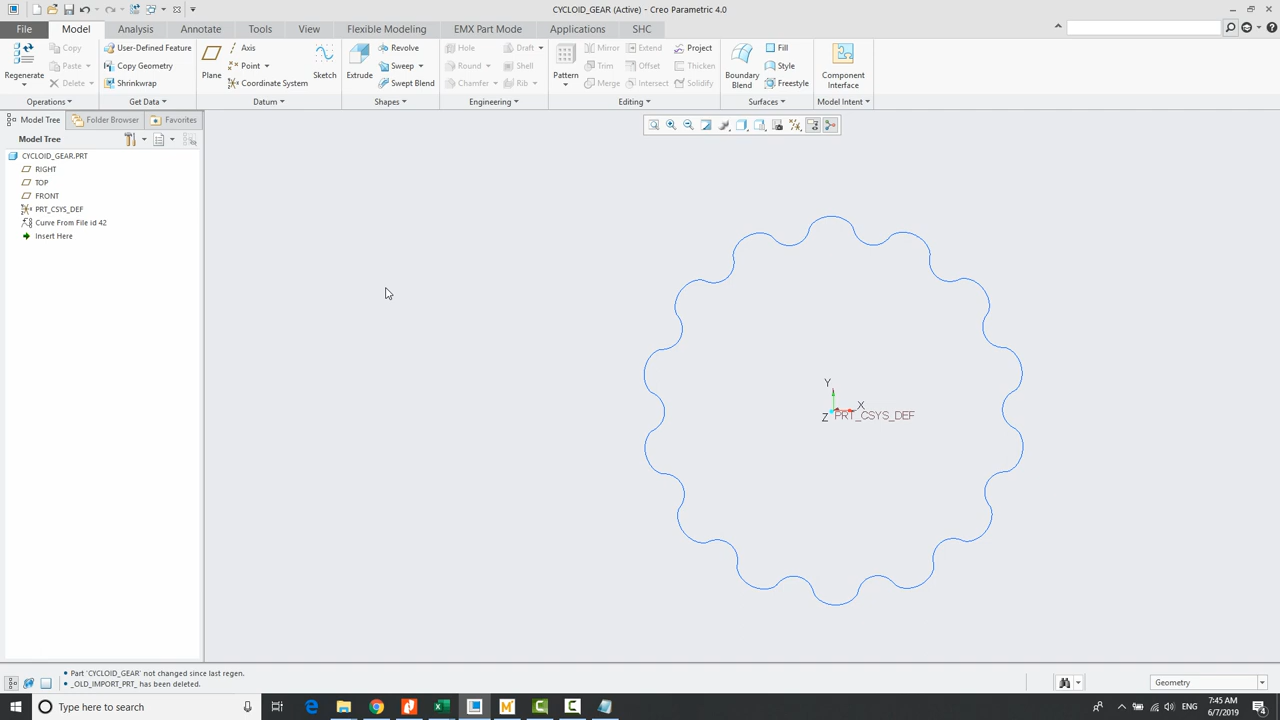 CYCLOID_GEAR (Active) - Creo Parametric 4.0
File Model Analysis Annotate Tools View Flexible Modeling EMX Part Mode Applications SHC
Regenerate
Copy
Paste
Delete
Operations
User-Defined Feature
Copy Geometry
Shrinkwrap
Get Data
Plane
Axis
Point
Coordinate System
Sketch
Datum
Extrude
Revolve
Sweep
Swept Blend
Shapes
Hole
Round
Chamfer
Draft
Shell
Rib
Engineering
Pattern
Mirror
Trim
Merge
Extend
Offset
Intersect
Project
Thicken
Solidify
Editing
Boundary
Blend
Fill
Style
Freestyle
Surfaces
Component
Interface
Model Intent
Model Tree Folder Browser Favorites
Model Tree
CYCLOID_GEAR.PRT
RIGHT
TOP
FRONT
PRT_CSYS_DEF
Curve From File id 42
Insert Here
Y
X
Z
PRT_CSYS_DEF
• Part 'CYCLOID_GEAR' not changed since last regen.
• _OLD_IMPORT_PRT_ has been deleted.
Geometry
Type here to search
ENG
7:45 AM
6/7/2019
4